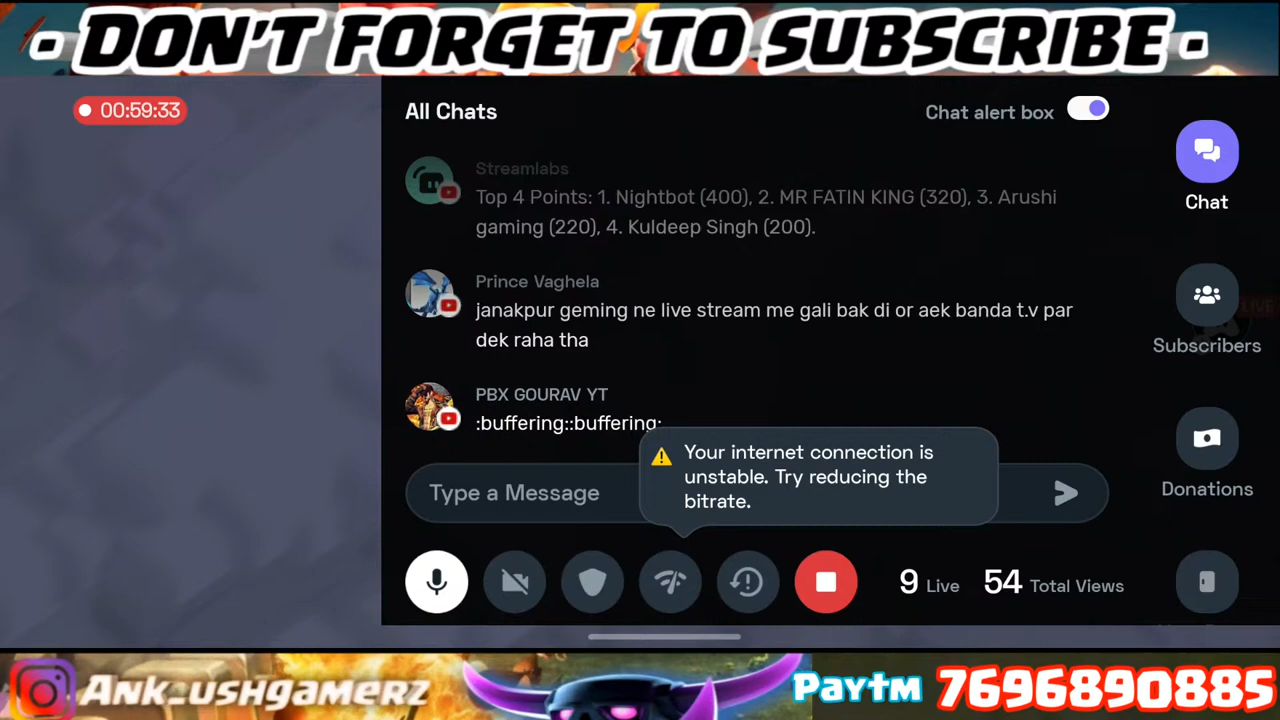 - DON'T FORGET TO SUBSCRIBE -
00:59:33
All Chats
Chat alert box
Streamlabs
Top 4 Points: 1. Nightbot (400), 2. MR FATIN KING (320), 3. Arushi
gaming (220), 4. Kuldeep Singh (200).
Chat
Prince Vaghela
janakpur geming ne live stream me gali bak di or aek banda t.v par
dek raha tha
LIVE
Subscribers
PBX GOURAV YT
:buffering::buffering:
Your internet connection is
unstable. Try reducing the
bitrate.
Type a Message
Donations
9 Live 54 Total Views
Ank_ushgamerz
Paytm 7696890885